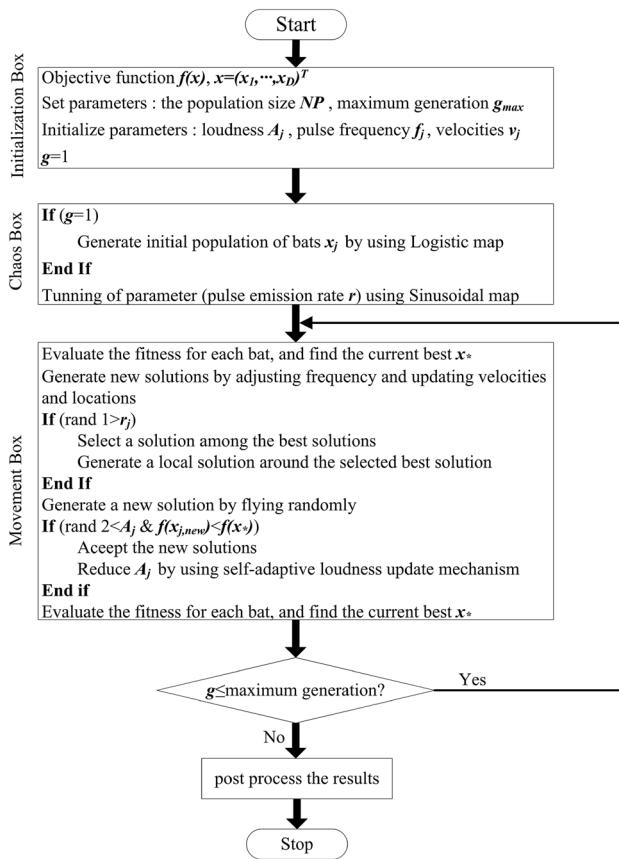 Start
Initialization Box
Objective function f(x), x=(x1,···,xD)^T
Set parameters : the population size NP , maximum generation gmax
Initialize parameters : loudness Aj , pulse frequency fj , velocities vj
g=1
Chaos Box
If (g=1)
Generate initial population of bats xj by using Logistic map
End If
Tunning of parameter (pulse emission rate r) using Sinusoidal map
Movement Box
Evaluate the fitness for each bat, and find the current best x*
Generate new solutions by adjusting frequency and updating velocities
and locations
If (rand 1>rj)
Select a solution among the best solutions
Generate a local solution around the selected best solution
End If
Generate a new solution by flying randomly
If (rand 2<Aj & f(xj,new)<f(x*))
Aceept the new solutions
Reduce Aj by using self-adaptive loudness update mechanism
End if
Evaluate the fitness for each bat, and find the current best x*
g≤maximum generation?
Yes
No
post process the results
Stop